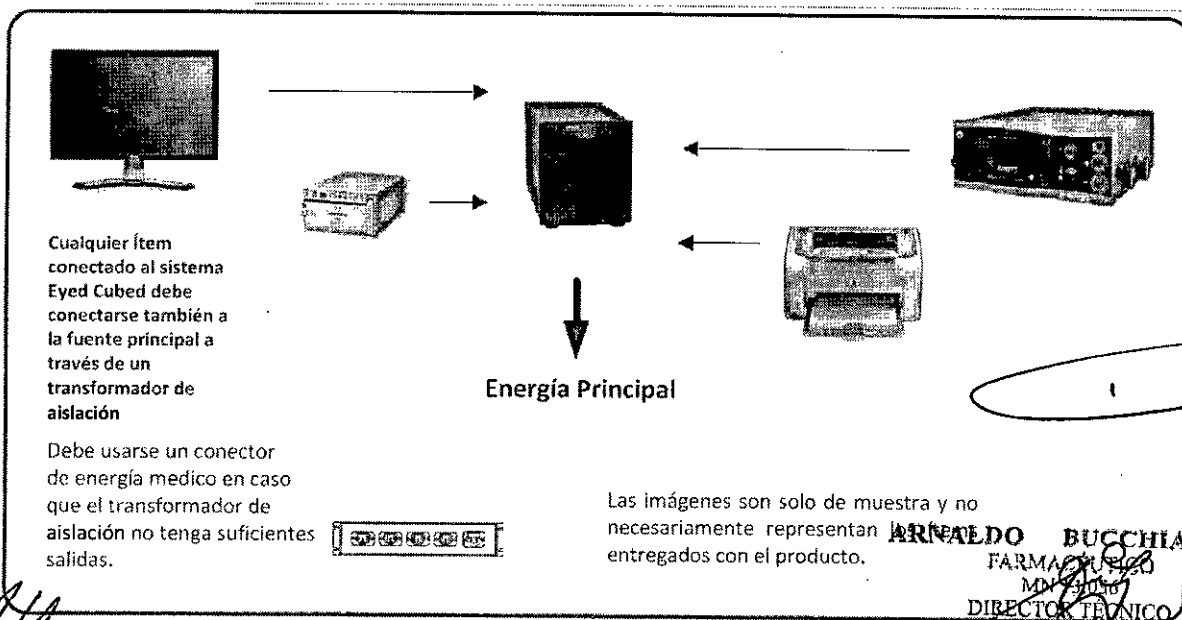 Cualquier Ítem
conectado al sistema
Eyed Cubed debe
conectarse también a
la fuente principal a
través de un
transformador de
aislación
Debe usarse un conector
de energía medico en caso
que el transformador de
aislación no tenga suficientes
salidas.
Energía Principal
Las imágenes son solo de muestra y no
necesariamente representan
entregados con el producto.
ARNALDO BUCCHIA
FARMACÉUTICO
MN
DIRECTOR TECNICO